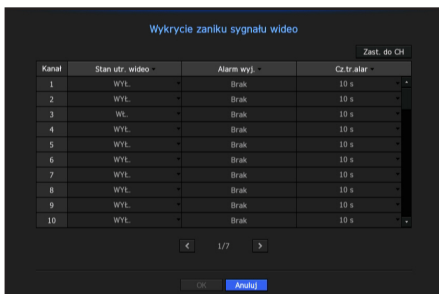 Wykrycie zaniku sygnału wideo
Zast. do CH
Kanał Stan utr. wideo Alarm wyj. Cz.tr.alar
1 WYŁ. Brak 10 s
2 WYŁ. Brak 10 s
3 WŁ. Brak 10 s
4 WYŁ. Brak 10 s
5 WYŁ. Brak 10 s
6 WYŁ. Brak 10 s
7 WYŁ. Brak 10 s
8 WYŁ. Brak 10 s
9 WYŁ. Brak 10 s
10 WYŁ. Brak 10 s
< 1/7 >
OK Anuluj